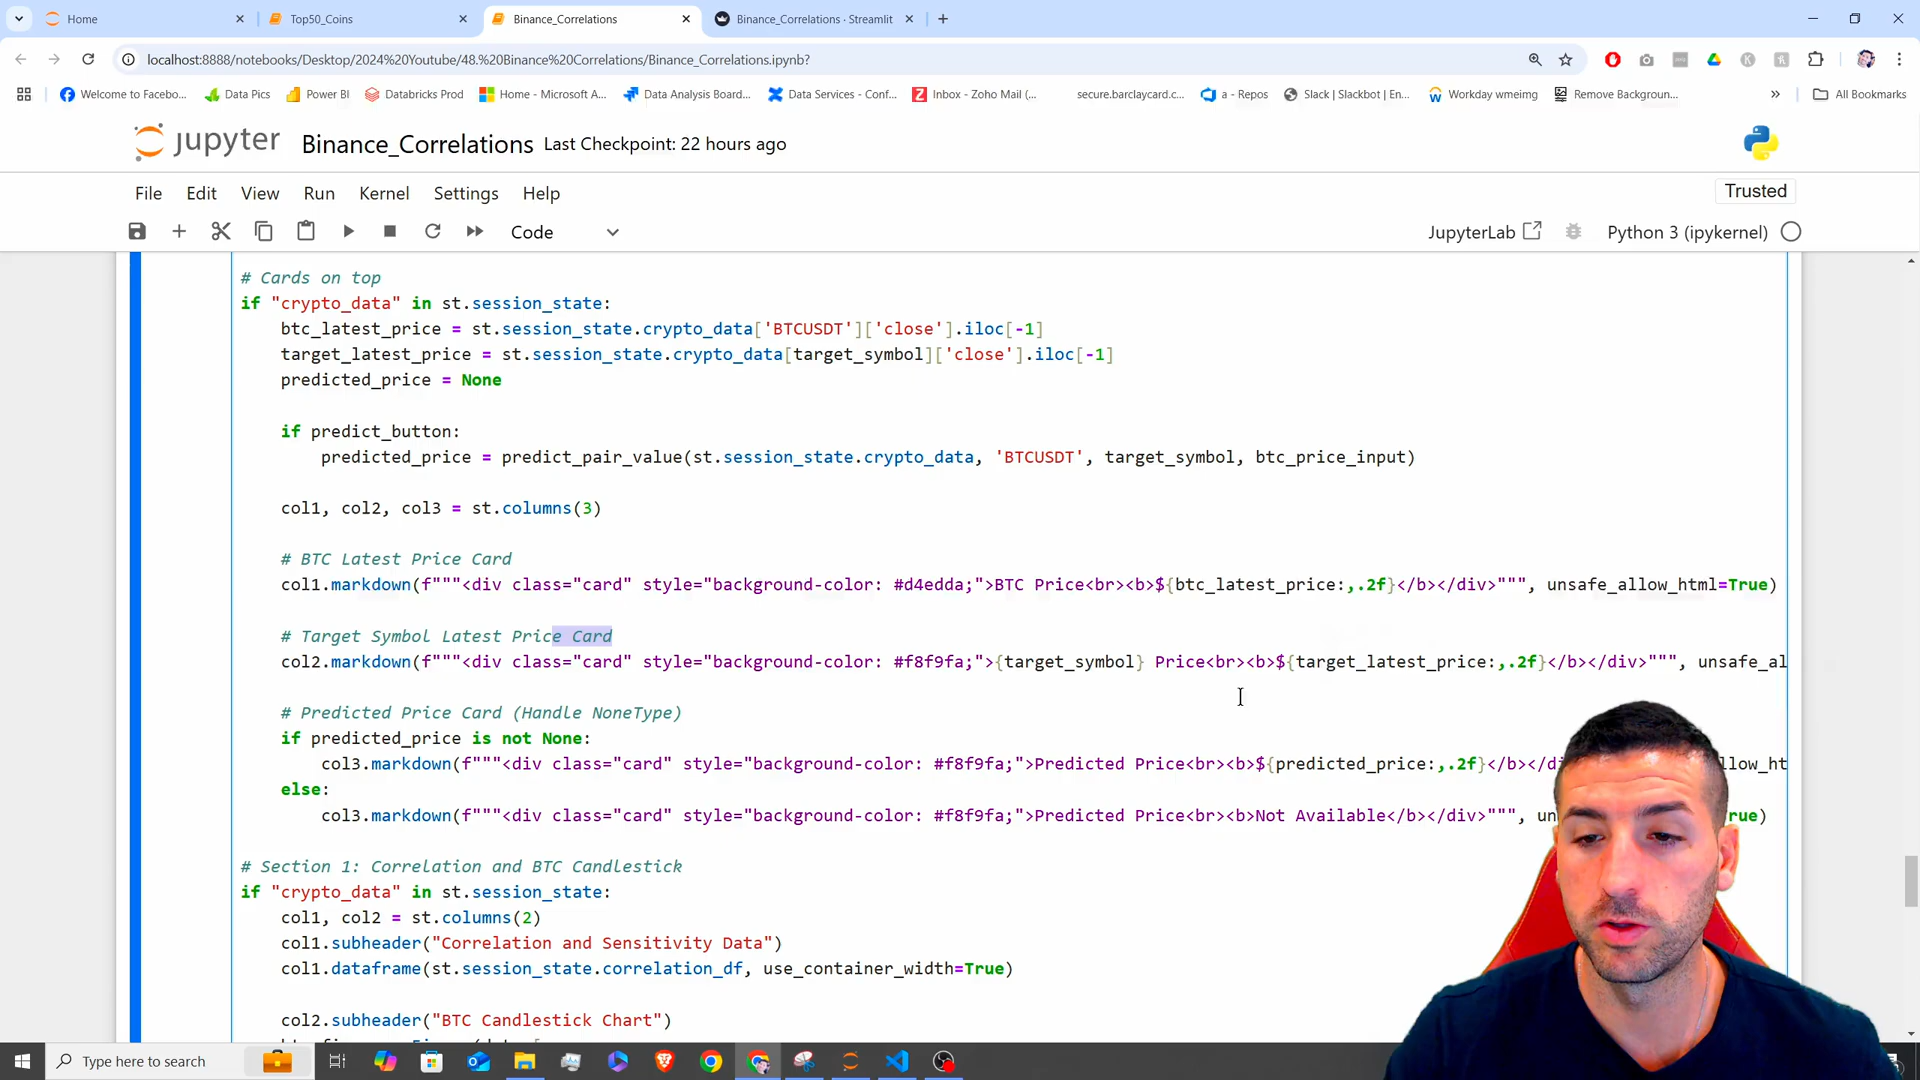 Home
Top50_Coins
Binance_Correlations
Binance_Correlations · Streamlit
localhost:8888/notebooks/Desktop/2024%20Youtube/48.%20Binance%20Correlations/Binance_Correlations.ipynb?
Welcome to Facebo...
Data Pics
Power BI
Databricks Prod
Home - Microsoft A...
Data Analysis Board...
Data Services - Conf...
Inbox - Zoho Mail (...
secure.barclaycard.c...
a - Repos
Slack | Slackbot | En...
Workday wmeimg
Remove Backgroun...
All Bookmarks
jupyter
Binance_Correlations Last Checkpoint: 22 hours ago
File Edit View Run Kernel Settings Help
Trusted
Code
JupyterLab
Python 3 (ipykernel)
# Cards on top
if "crypto_data" in st.session_state:
btc_latest_price = st.session_state.crypto_data['BTCUSDT']['close'].iloc[-1]
target_latest_price = st.session_state.crypto_data[target_symbol]['close'].iloc[-1]
predicted_price = None
if predict_button:
predicted_price = predict_pair_value(st.session_state.crypto_data, 'BTCUSDT', target_symbol, btc_price_input)
col1, col2, col3 = st.columns(3)
# BTC Latest Price Card
col1.markdown(f"""<div class="card" style="background-color: #d4edda;">BTC Price<br><b>${btc_latest_price:,.2f}</b></div>""", unsafe_allow_html=True)
# Target Symbol Latest Price Card
col2.markdown(f"""<div class="card" style="background-color: #f8f9fa;">{target_symbol} Price<br><b>${target_latest_price:,.2f}</b></div>""", unsafe_al
# Predicted Price Card (Handle NoneType)
if predicted_price is not None:
col3.markdown(f"""<div class="card" style="background-color: #f8f9fa;">Predicted Price<br><b>${predicted_price:,.2f}</b></di llow_ht
else:
col3.markdown(f"""<div class="card" style="background-color: #f8f9fa;">Predicted Price<br><b>Not Available</b></div>""", un rue)
# Section 1: Correlation and BTC Candlestick
if "crypto_data" in st.session_state:
col1, col2 = st.columns(2)
col1.subheader("Correlation and Sensitivity Data")
col1.dataframe(st.session_state.correlation_df, use_container_width=True)
col2.subheader("BTC Candlestick Chart")
Type here to search